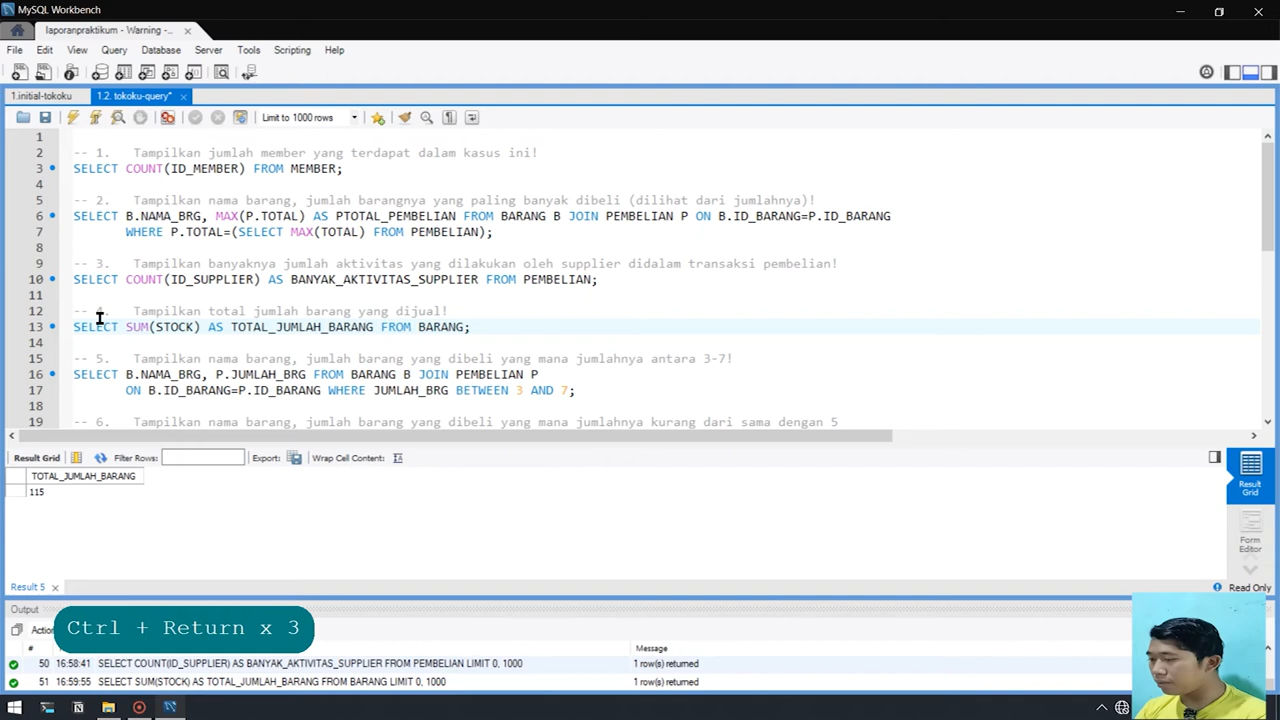 MySQL Workbench
laporanpraktikum - Warning -...
File Edit View Query Database Server Tools Scripting Help
1.initial-tokoku 1.2. tokoku-query*
Limit to 1000 rows
1
2 -- 1. Tampilkan jumlah member yang terdapat dalam kasus ini!
3 SELECT COUNT(ID_MEMBER) FROM MEMBER;
4
5 -- 2. Tampilkan nama barang, jumlah barangnya yang paling banyak dibeli (dilihat dari jumlahnya)!
6 SELECT B.NAMA_BRG, MAX(P.TOTAL) AS PTOTAL_PEMBELIAN FROM BARANG B JOIN PEMBELIAN P ON B.ID_BARANG=P.ID_BARANG
7 WHERE P.TOTAL=(SELECT MAX(TOTAL) FROM PEMBELIAN);
8
9 -- 3. Tampilkan banyaknya jumlah aktivitas yang dilakukan oleh supplier didalam transaksi pembelian!
10 SELECT COUNT(ID_SUPPLIER) AS BANYAK_AKTIVITAS_SUPPLIER FROM PEMBELIAN;
11
12 -- 4. Tampilkan total jumlah barang yang dijual!
13 SELECT SUM(STOCK) AS TOTAL_JUMLAH_BARANG FROM BARANG;
14
15 -- 5. Tampilkan nama barang, jumlah barang yang dibeli yang mana jumlahnya antara 3-7!
16 SELECT B.NAMA_BRG, P.JUMLAH_BRG FROM BARANG B JOIN PEMBELIAN P
17 ON B.ID_BARANG=P.ID_BARANG WHERE JUMLAH_BRG BETWEEN 3 AND 7;
18
19 -- 6. Tampilkan nama barang, jumlah barang yang dibeli yang mana jumlahnya kurang dari sama dengan 5
Result Grid Filter Rows: Export: Wrap Cell Content:
TOTAL_JUMLAH_BARANG
115
Result Grid
Form Editor
Result 5 Read Only
Output
Ctrl + Return x 3
# Message
50 16:58:41 SELECT COUNT(ID_SUPPLIER) AS BANYAK_AKTIVITAS_SUPPLIER FROM PEMBELIAN LIMIT 0, 1000 1 row(s) returned
51 16:59:55 SELECT SUM(STOCK) AS TOTAL_JUMLAH_BARANG FROM BARANG LIMIT 0, 1000 1 row(s) returned